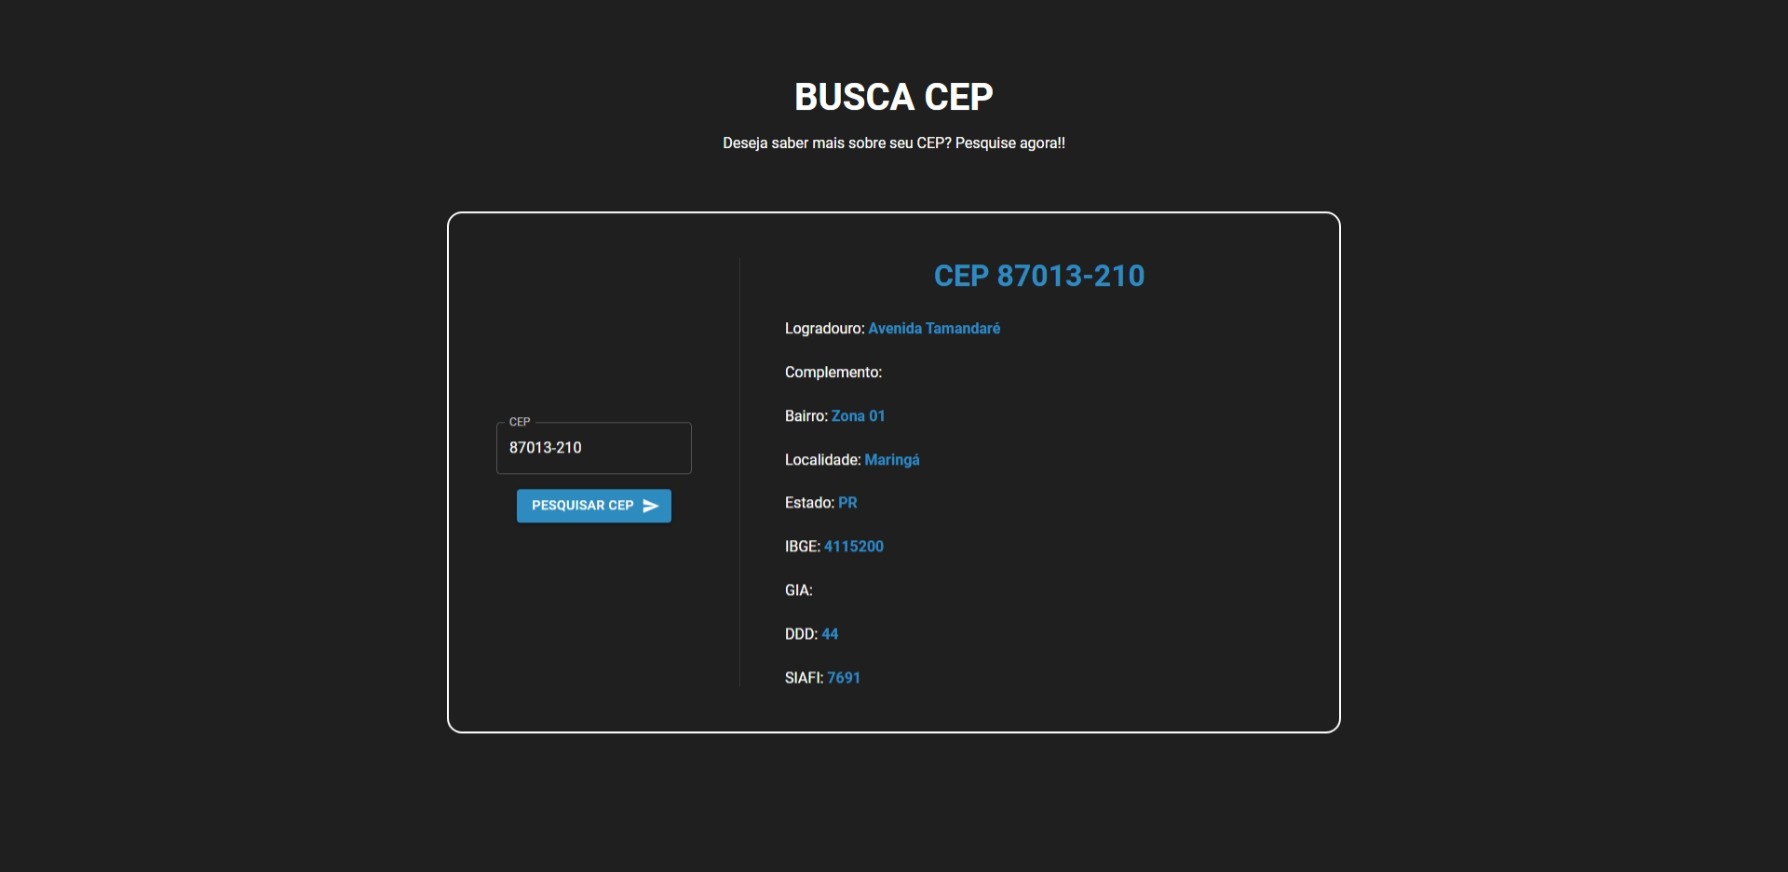 BUSCA CEP
Deseja saber mais sobre seu CEP? Pesquise agora!!
CEP
87013-210
PESQUISAR CEP
CEP 87013-210
Logradouro: Avenida Tamandaré
Complemento:
Bairro: Zona 01
Localidade: Maringá
Estado: PR
IBGE: 4115200
GIA:
DDD: 44
SIAFI: 7691